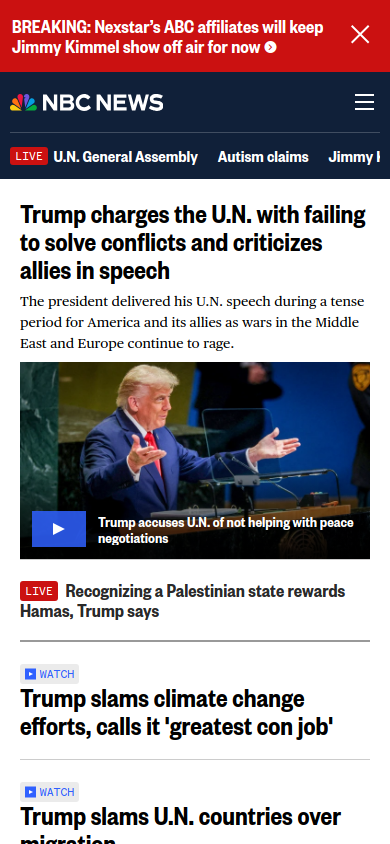 BREAKING: Nexstar's ABC affiliates will keep
Jimmy Kimmel show off air for now
NBC NEWS
LIVE U.N. General Assembly Autism claims Jimmy
Trump charges the U.N. with failing
to solve conflicts and criticizes
allies in speech
The president delivered his U.N. speech during a tense
period for America and its allies as wars in the Middle
East and Europe continue to rage.
Trump accuses U.N. of not helping with peace
negotiations
LIVE Recognizing a Palestinian state rewards
Hamas, Trump says
WATCH
Trump slams climate change
efforts, calls it 'greatest con job'
WATCH
Trump slams U.N. countries over
migration